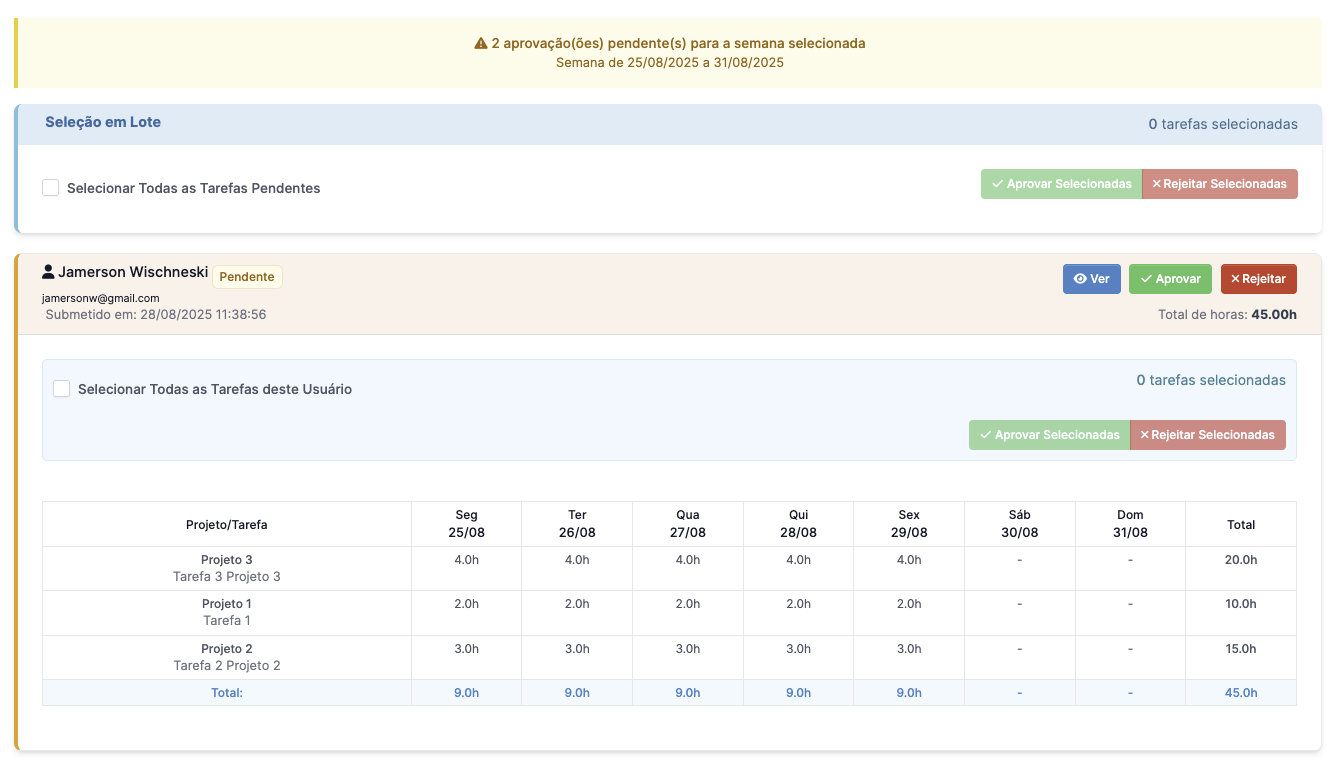 2 aprovação(ões) pendente(s) para a semana selecionada
Semana de 25/08/2025 a 31/08/2025
Seleção em Lote
0 tarefas selecionadas
Selecionar Todas as Tarefas Pendentes
Aprovar Selecionadas
Rejeitar Selecionadas
Jamerson Wischneski
Pendente
Ver
Aprovar
Rejeitar
jamersonw@gmail.com
Submetido em: 28/08/2025 11:38:56
Total de horas: 45.00h
Selecionar Todas as Tarefas deste Usuário
0 tarefas selecionadas
Aprovar Selecionadas
Rejeitar Selecionadas
Projeto/Tarefa
Seg
25/08
Ter
26/08
Qua
27/08
Qui
28/08
Sex
29/08
Sáb
30/08
Dom
31/08
Total
Projeto 3
Tarefa 3 Projeto 3
4.0h
4.0h
4.0h
4.0h
4.0h
-
-
20.0h
Projeto 1
Tarefa 1
2.0h
2.0h
2.0h
2.0h
2.0h
-
-
10.0h
Projeto 2
Tarefa 2 Projeto 2
3.0h
3.0h
3.0h
3.0h
3.0h
-
-
15.0h
Total:
9.0h
9.0h
9.0h
9.0h
9.0h
-
-
45.0h